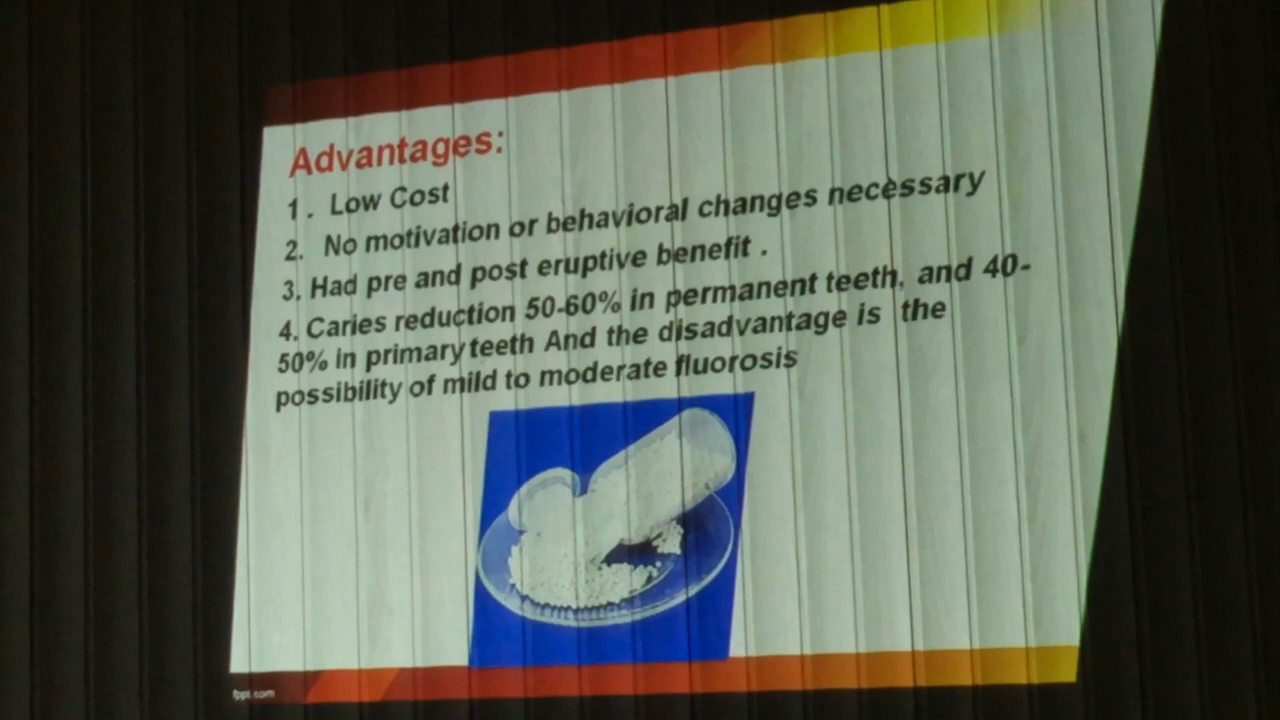 Advantages:
1. Low Cost
2. No motivation or behavioral changes necessary
3. Had pre and post eruptive benefit .
4. Caries reduction 50-60% in permanent teeth, and 40-
50% in primary teeth And the disadvantage is the
possibility of mild to moderate fluorosis
fppt.com